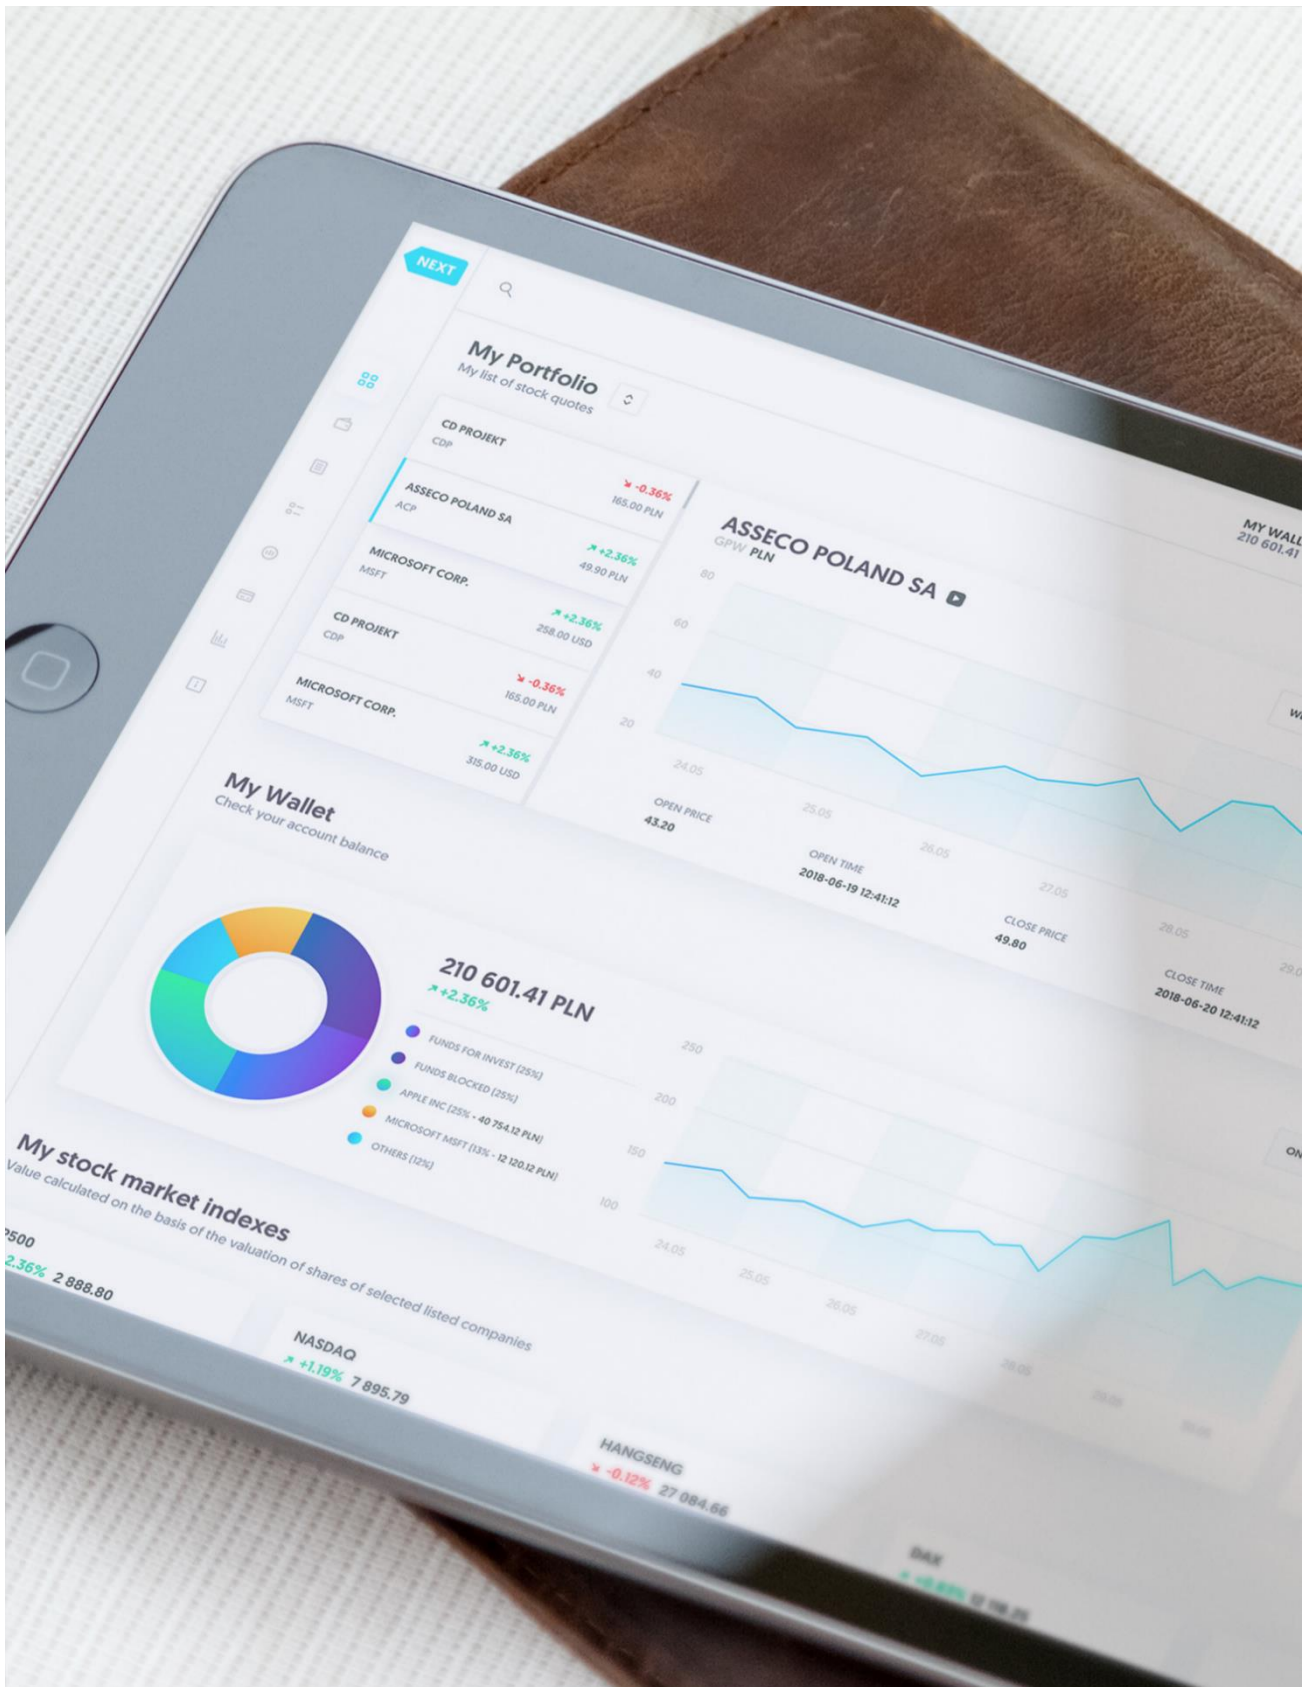 NEXT
My Portfolio
My list of stock quotes
CD PROJEKT
CDP
-0.36%
165.00 PLN
ASSECO POLAND SA
ACP
+2.36%
49.90 PLN
MICROSOFT CORP.
MSFT
+2.36%
258.00 USD
CD PROJEKT
CDP
-0.36%
165.00 PLN
MICROSOFT CORP.
MSFT
+2.36%
315.00 USD
MY WALL
210 601.41
ASSECO POLAND SA
GPW PLN
80
60
40
20
24.05
25.05
26.05
27.05
28.05
29.0
OPEN PRICE
43.20
OPEN TIME
2018-06-19 12:41:12
CLOSE PRICE
49.80
CLOSE TIME
2018-06-20 12:41:12
My Wallet
Check your account balance
210 601.41 PLN
+2.36%
FUNDS FOR INVEST (25%)
FUNDS BLOCKED (25%)
APPLE INC (25% - 40 754.12 PLN)
MICROSOFT MSFT (13% - 12 120.12 PLN)
OTHERS (12%)
250
200
150
100
24.05
25.05
26.05
27.05
28.05
ON
My stock market indexes
Value calculated on the basis of the valuation of shares of selected listed companies
P500
2.36% 2 888.80
NASDAQ
+1.19% 7 895.79
HANGSENG
-0.12% 27 084.66
DAX